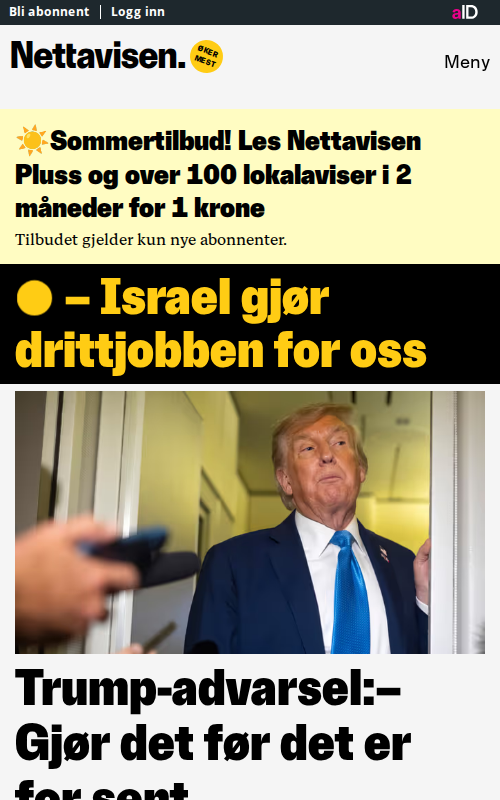 Bli abonnent | Logg inn
aID
Nettavisen.
ØKER
MEST
Meny
Sommertilbud! Les Nettavisen
Pluss og over 100 lokalaviser i 2
måneder for 1 krone
Tilbudet gjelder kun nye abonnenter.
– Israel gjør
drittjobben for oss
Trump-advarsel:–
Gjør det før det er
for sent